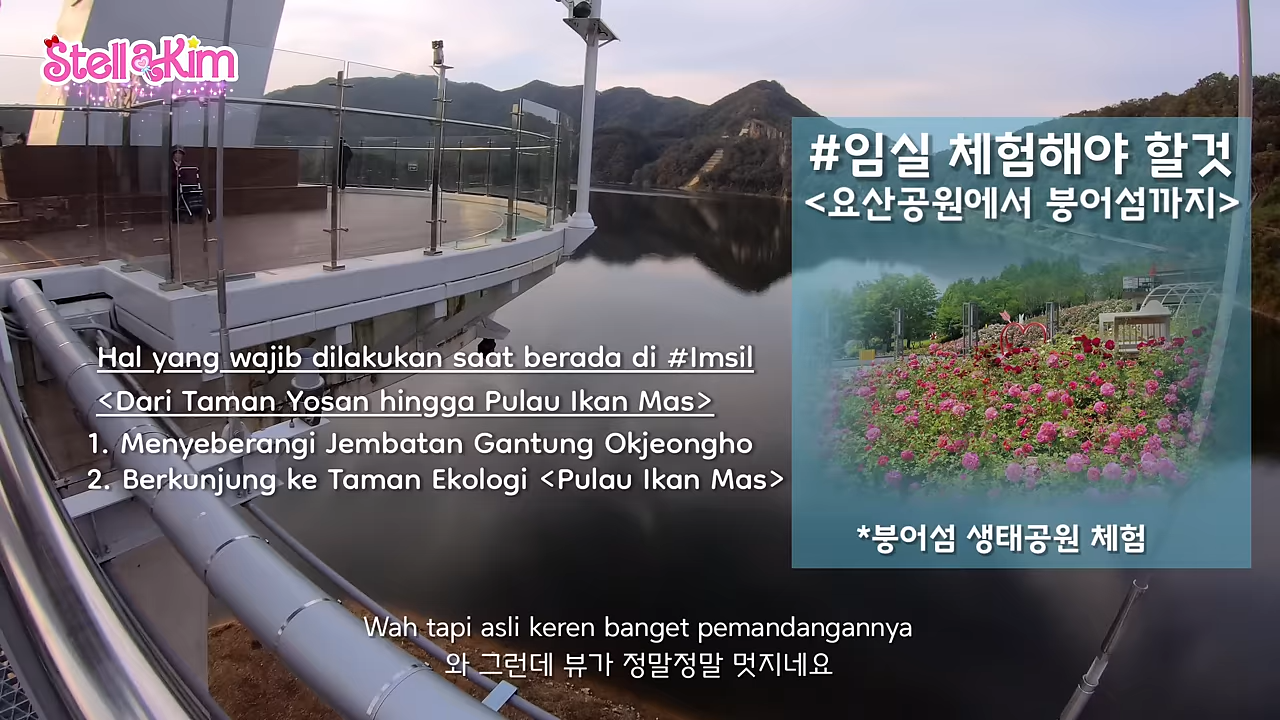 Stella Kim
#임실 체험해야 할것
<요산공원에서 붕어섬까지>
Hal yang wajib dilakukan saat berada di #Imsil
<Dari Taman Yosan hingga Pulau Ikan Mas>
1. Menyeberangi Jembatan Gantung Okjeongho
2. Berkunjung ke Taman Ekologi <Pulau Ikan Mas>
*붕어섬 생태공원 체험
Wah tapi asli keren banget pemandangannya
와 그런데 뷰가 정말정말 멋지네요